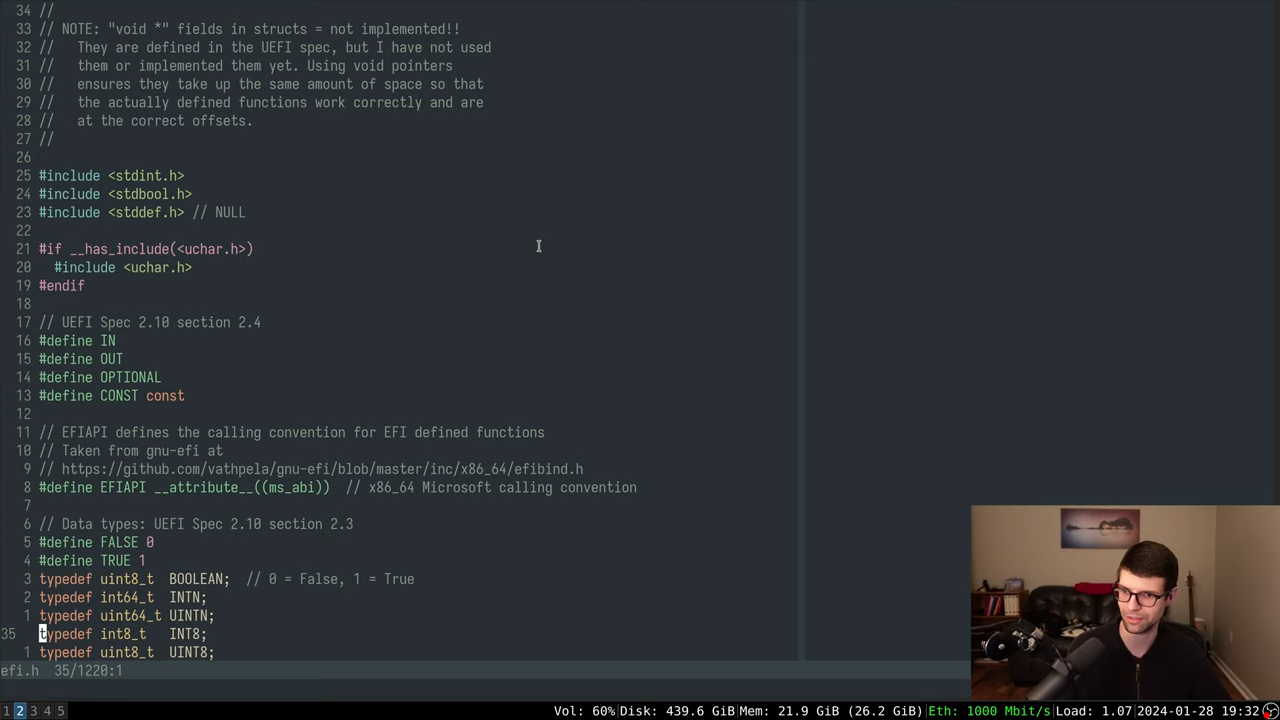 34 //
33 // NOTE: "void *" fields in structs = not implemented!!
32 //   They are defined in the UEFI spec, but I have not used
31 //   them or implemented them yet. Using void pointers
30 //   ensures they take up the same amount of space so that
29 //   the actually defined functions work correctly and are
28 //   at the correct offsets.
27 //
26
25 #include <stdint.h>
24 #include <stdbool.h>
23 #include <stddef.h> // NULL
22
21 #if __has_include(<uchar.h>)
20   #include <uchar.h>
19 #endif
18
17 // UEFI Spec 2.10 section 2.4
16 #define IN
15 #define OUT
14 #define OPTIONAL
13 #define CONST const
12
11 // EFIAPI defines the calling convention for EFI defined functions
10 // Taken from gnu-efi at
9 // https://github.com/vathpela/gnu-efi/blob/master/inc/x86_64/efibind.h
8 #define EFIAPI __attribute__((ms_abi))  // x86_64 Microsoft calling convention
7
6 // Data types: UEFI Spec 2.10 section 2.3
5 #define FALSE 0
4 #define TRUE 1
3 typedef uint8_t  BOOLEAN;  // 0 = False, 1 = True
2 typedef int64_t  INTN;
1 typedef uint64_t UINTN;
35 typedef int8_t   INT8;
1 typedef uint8_t  UINT8;
efi.h  35/1220:1
1 2 3 4 5 Vol: 60%|Disk: 439.6 GiB|Mem: 21.9 GiB (26.2 GiB)|Eth: 1000 Mbit/s|Load: 1.07|2024-01-28 19:32